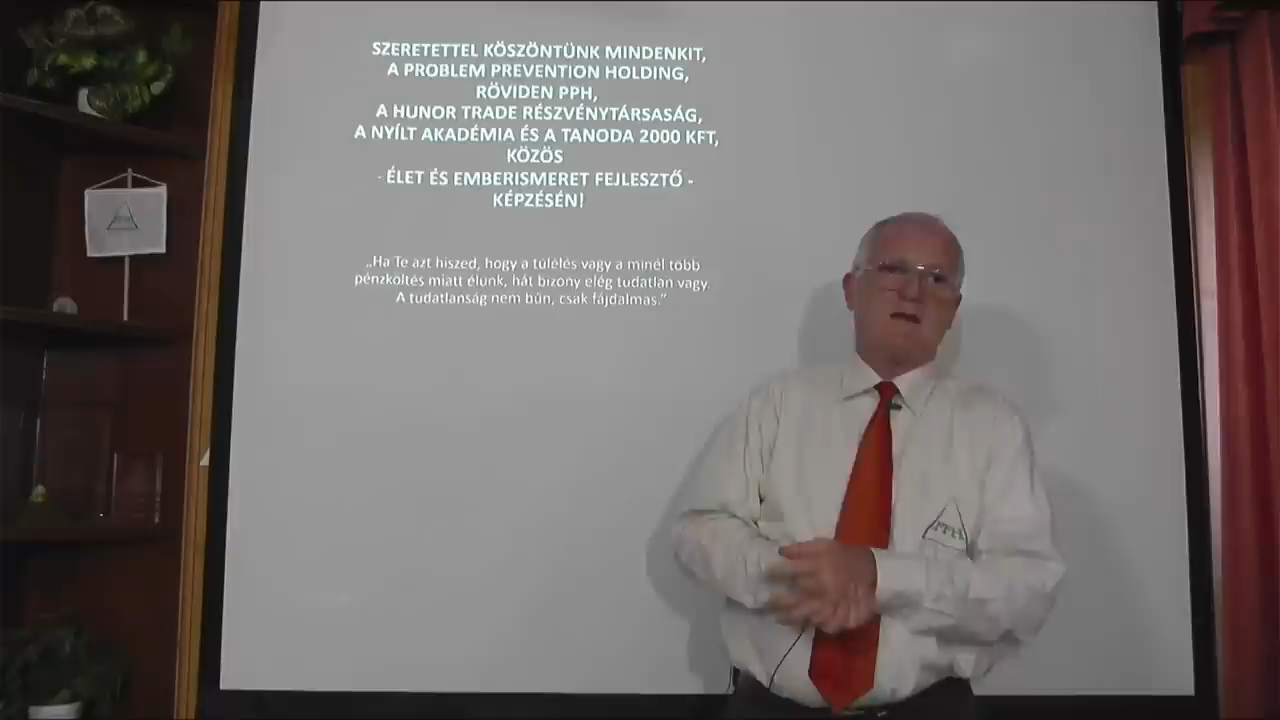 SZERETETTEL KÖSZÖNTÜNK MINDENKIT,
A PROBLEM PREVENTION HOLDING,
RÖVIDEN PPH,
A HUNOR TRADE RÉSZVÉNYTÁRSASÁG,
A NYÍLT AKADÉMIA ÉS A TANODA 2000 KFT,
KÖZÖS
- ÉLET ÉS EMBERISMERET FEJLESZTŐ -
KÉPZÉSÉN!
„Ha Te azt hiszed, hogy a túlélés vagy a minél több
pénzköltés miatt élünk, hát bizony elég tudatlan vagy.
A tudatlanság nem bűn, csak fájdalmas.”
PPH